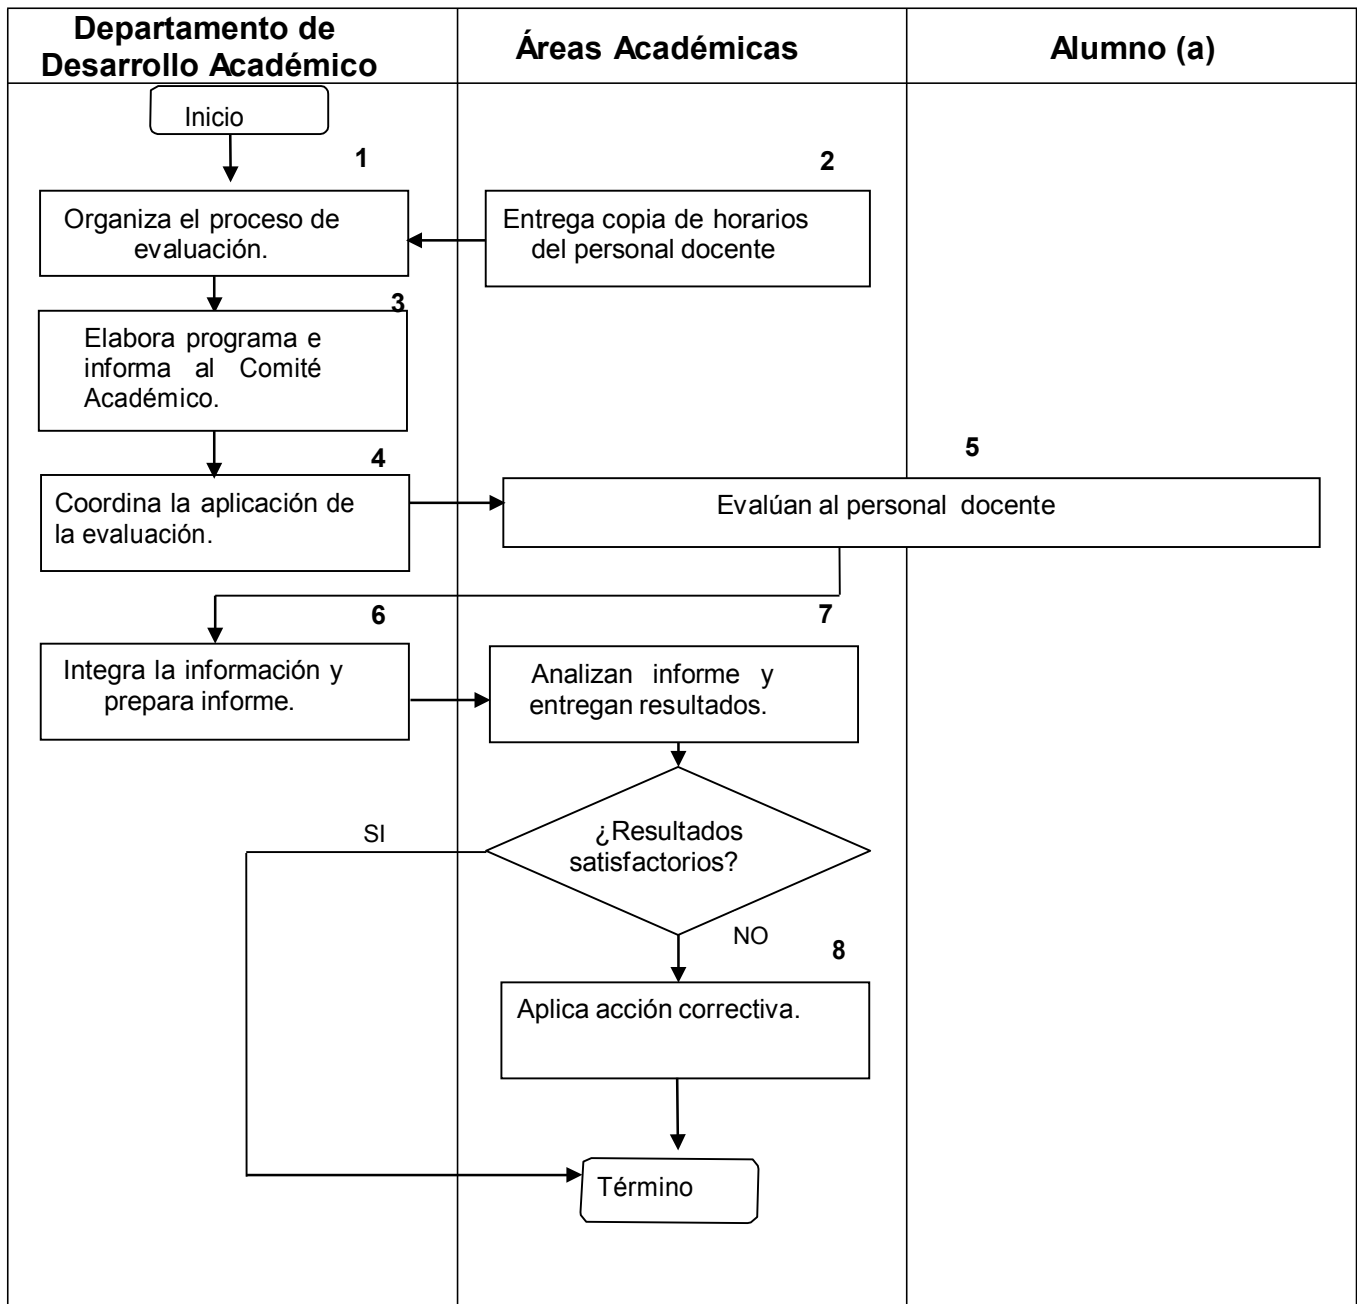 Departamento de
Desarrollo Académico
Áreas Académicas
Alumno (a)
Inicio
1
2
Organiza el proceso de
evaluación.
Entrega copia de horarios
del personal docente
3
Elabora programa e
informa al Comité
Académico.
4
5
Coordina la aplicación de
la evaluación.
Evalúan al personal docente
6
7
Integra la información y
prepara informe.
Analizan informe y
entregan resultados.
SI
¿Resultados
satisfactorios?
NO
8
Aplica acción correctiva.
Término